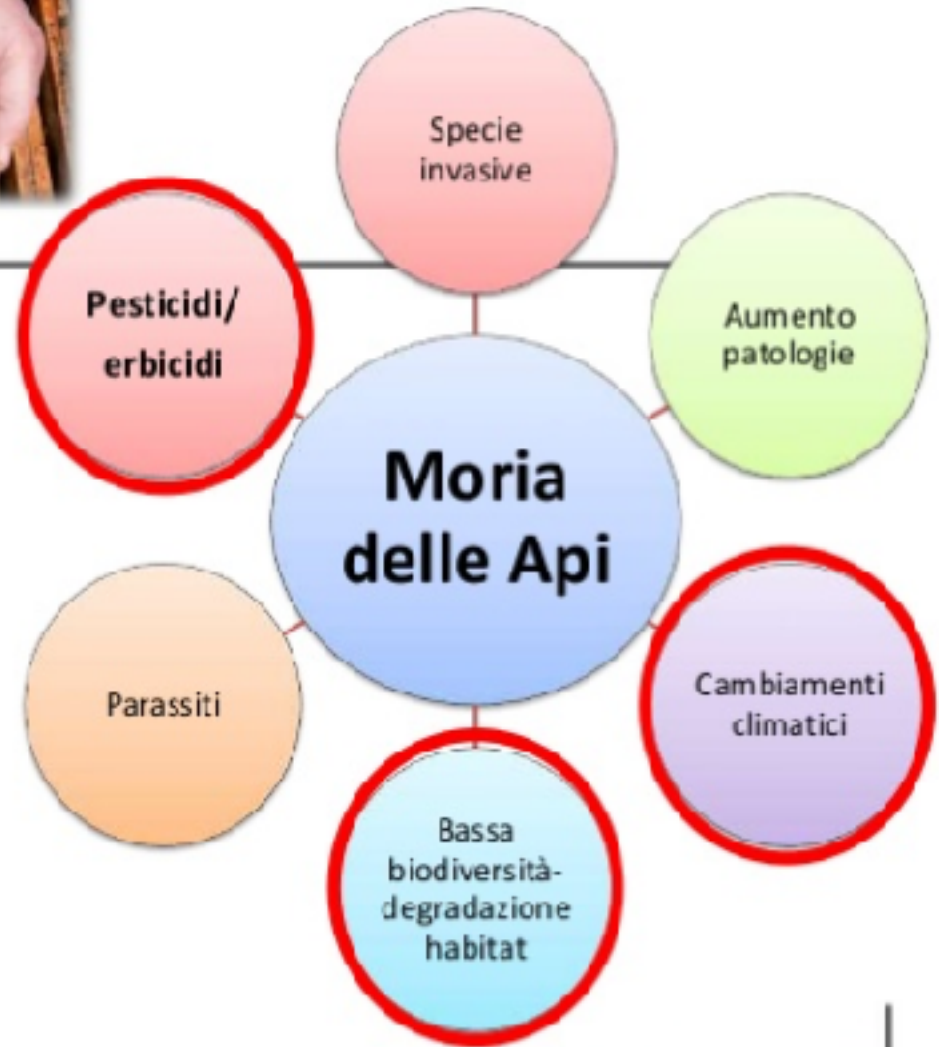 Specie
invasive
Pesticidi/
erbicidi
Aumento
patologie
Moria
delle Api
Parassiti
Cambiamenti
climatici
Bassa
biodiversità-
degradazione
habitat